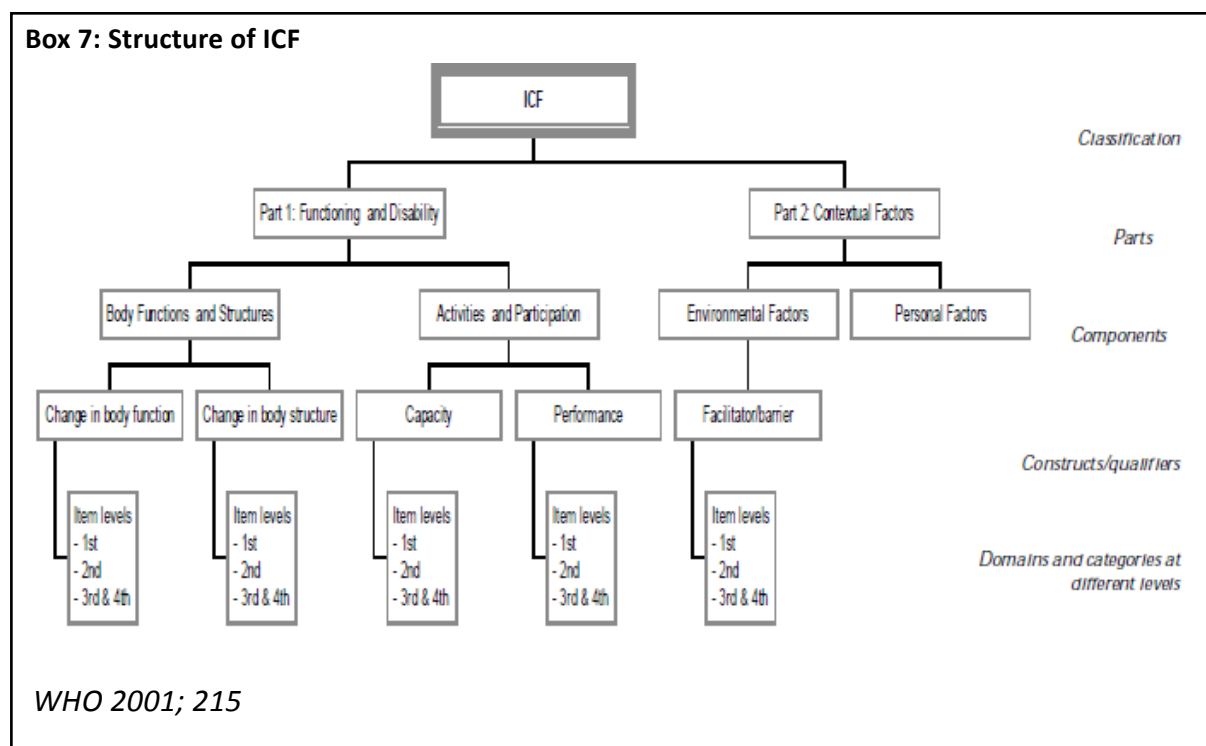 Box 7: Structure of ICF
ICF
Classification
Part 1: Functioning and Disability
Part 2: Contextual Factors
Parts
Body Functions and Structures
Activities and Participation
Environmental Factors
Personal Factors
Components
Change in body function
Change in body structure
Capacity
Performance
Facilitator/barrier
Constructs/qualifiers
Item levels
- 1st
- 2nd
- 3rd & 4th
Item levels
- 1st
- 2nd
- 3rd & 4th
Item levels
- 1st
- 2nd
- 3rd & 4th
Item levels
- 1st
- 2nd
- 3rd & 4th
Item levels
- 1st
- 2nd
- 3rd & 4th
Domains and categories at
different levels
WHO 2001; 215